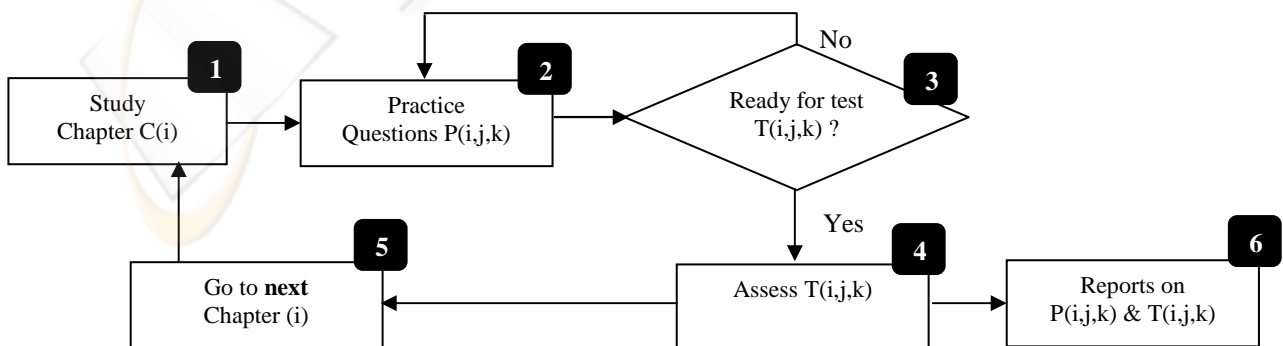 1
Study
Chapter C(i)
2
Practice
Questions P(i,j,k)
No
3
Ready for test
T(i,j,k) ?
Yes
4
Assess T(i,j,k)
5
Go to next
Chapter (i)
6
Reports on
P(i,j,k) & T(i,j,k)